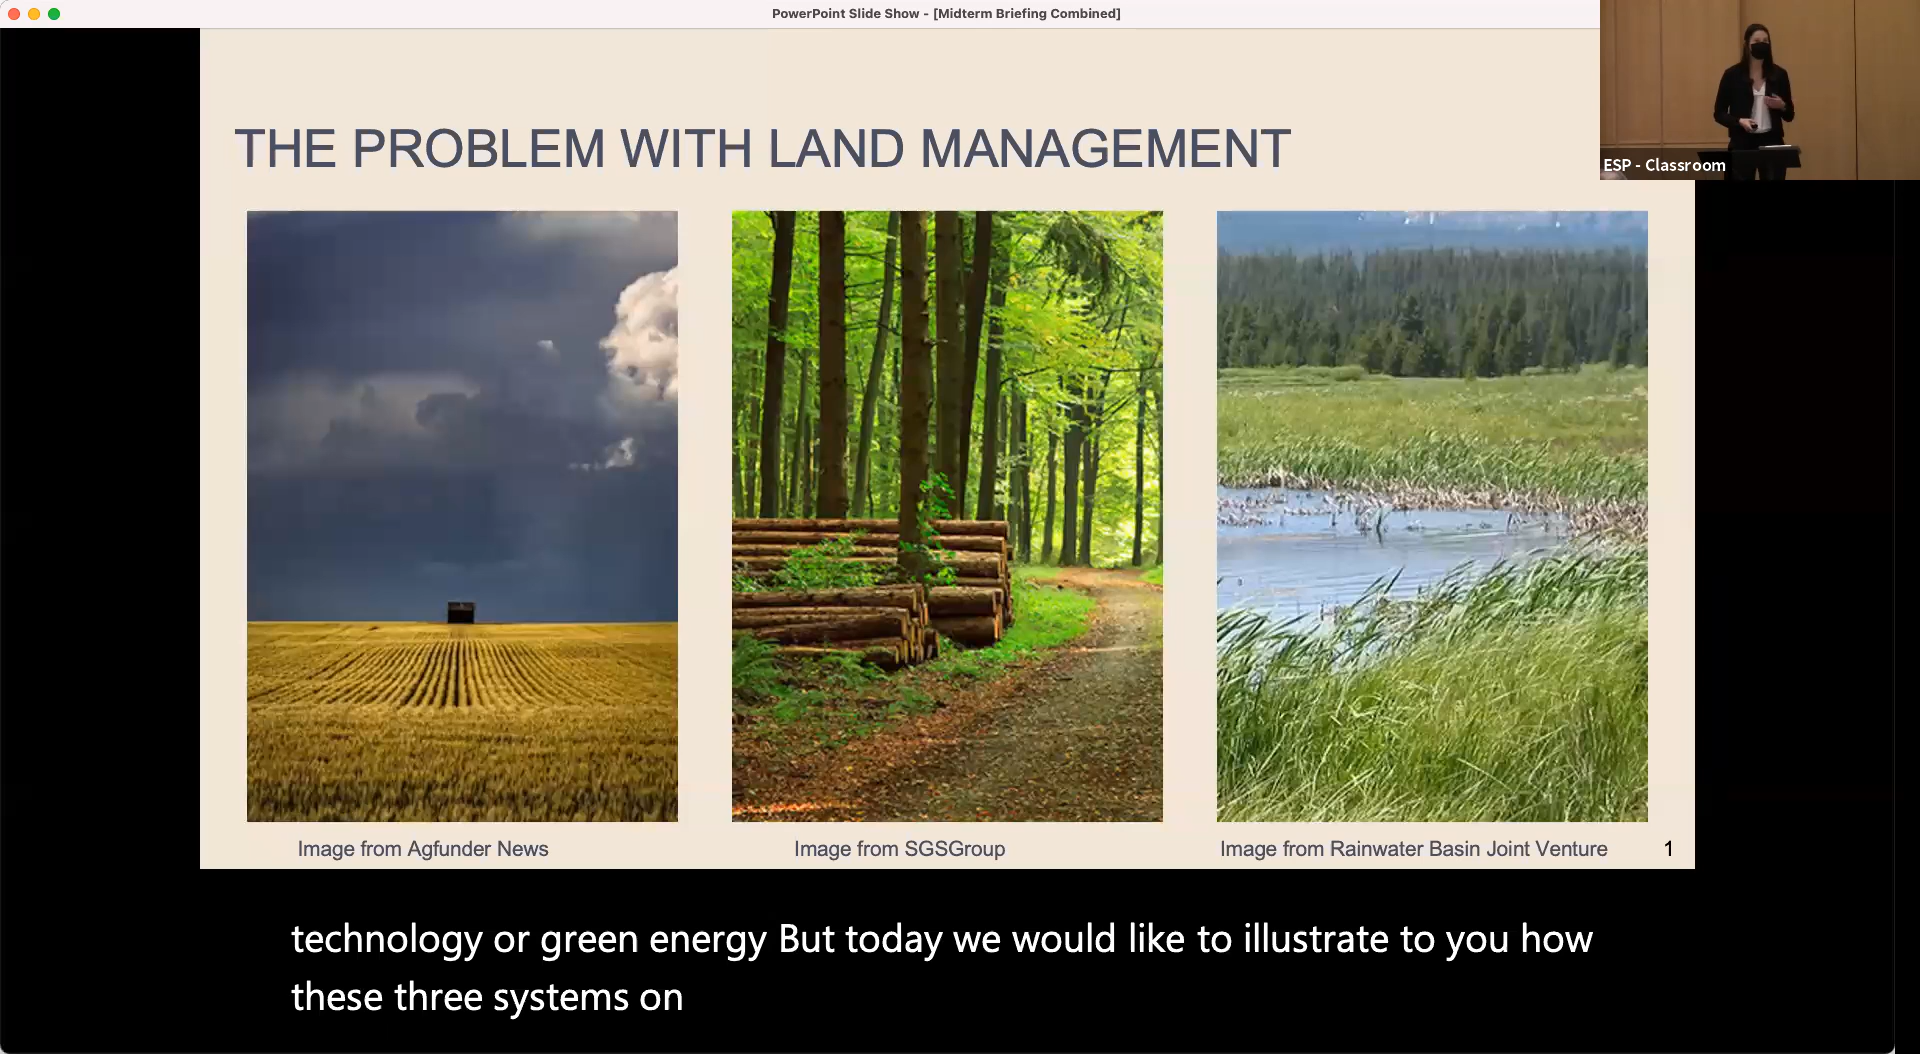 PowerPoint Slide Show - [Midterm Briefing Combined]
ESP - Classroom
THE PROBLEM WITH LAND MANAGEMENT
Image from Agfunder News
Image from SGSGroup
Image from Rainwater Basin Joint Venture
1
technology or green energy But today we would like to illustrate to you how
these three systems on